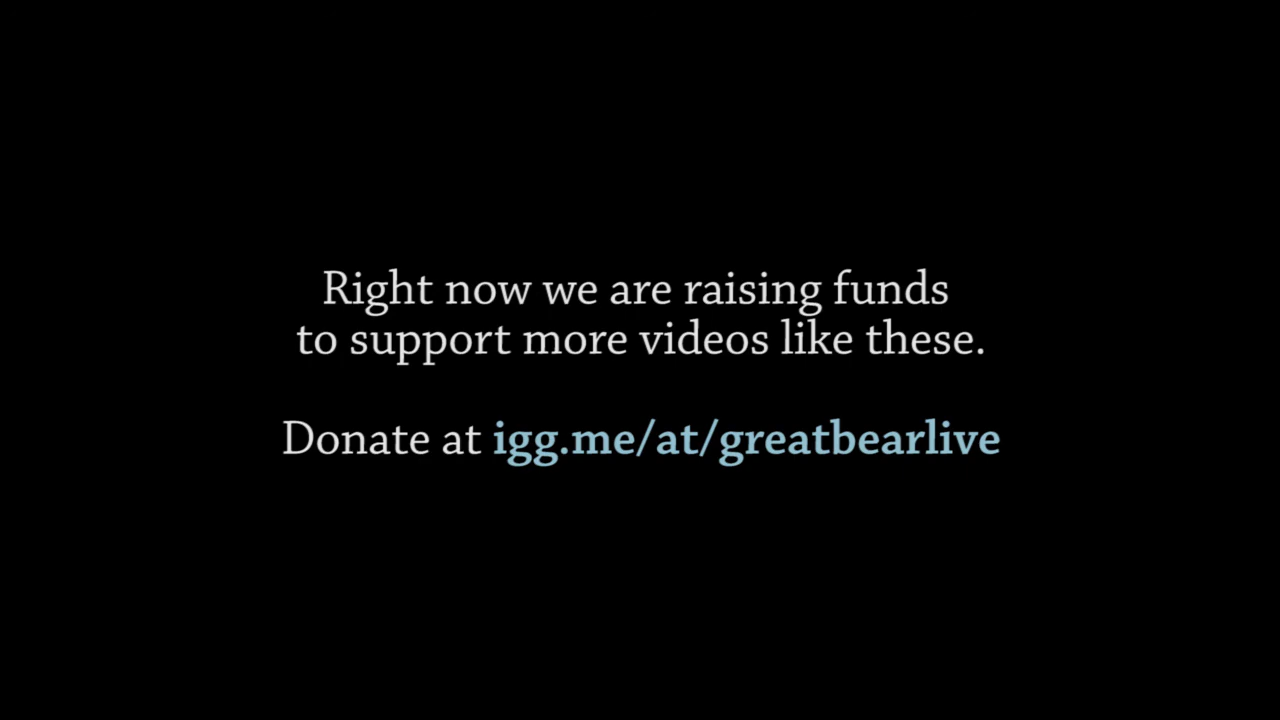 Right now we are raising funds
to support more videos like these.
Donate at igg.me/at/greatbearlive